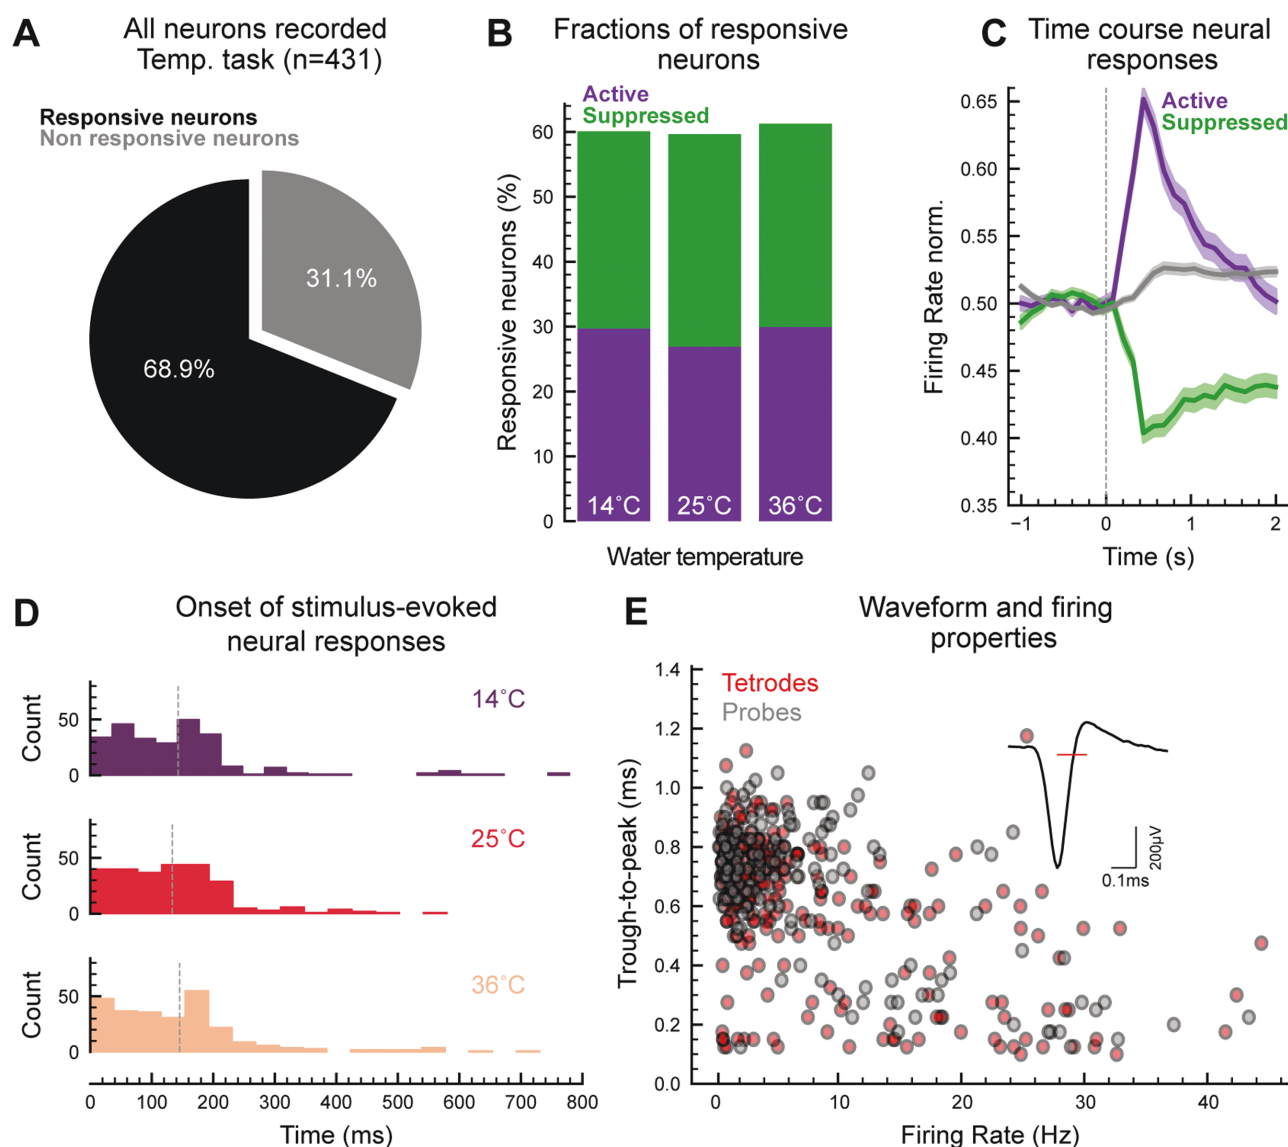 A
All neurons recorded
Temp. task (n=431)
Responsive neurons
Non responsive neurons
31.1%
68.9%
B
Fractions of responsive
neurons
Active
Suppressed
Responsive neurons (%)
60
50
40
30
20
10
0
14°C
25°C
36°C
Water temperature
C
Time course neural
responses
Active
Suppressed
Firing Rate norm.
0.65
0.60
0.55
0.50
0.45
0.40
0.35
−1
0
1
2
Time (s)
D
Onset of stimulus-evoked
neural responses
Count
50
0
14°C
Count
50
0
25°C
Count
50
0
36°C
0
100
200
300
400
500
600
700
800
Time (ms)
E
Waveform and firing
properties
Tetrodes
Probes
Trough-to-peak (ms)
1.4
1.2
1.0
0.8
0.6
0.4
0.2
0.0
200μV
0.1ms
0
10
20
30
40
Firing Rate (Hz)